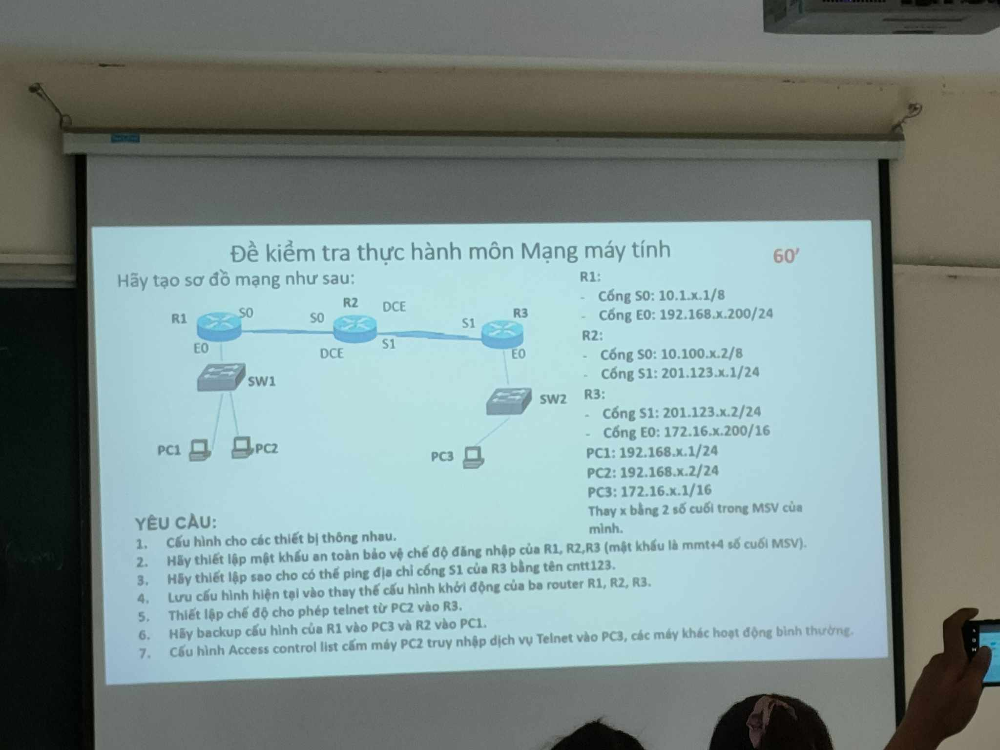 Đề kiểm tra thực hành môn Mạng máy tính
60’
Hãy tạo sơ đồ mạng như sau:
R1
S0
E0
S0
R2
DCE
DCE
S1
S1
R3
E0
SW1
SW2
PC1
PC2
PC3
R1:
- Cổng S0: 10.1.x.1/8
- Cổng E0: 192.168.x.200/24
R2:
- Cổng S0: 10.100.x.2/8
- Cổng S1: 201.123.x.1/24
R3:
- Cổng S1: 201.123.x.2/24
- Cổng E0: 172.16.x.200/16
PC1: 192.168.x.1/24
PC2: 192.168.x.2/24
PC3: 172.16.x.1/16
Thay x bằng 2 số cuối trong MSV của
mình.
YÊU CẦU:
1. Cấu hình cho các thiết bị thông nhau.
2. Hãy thiết lập mật khẩu an toàn bảo vệ chế độ đăng nhập của R1, R2,R3 (mật khẩu là mmt+4 số cuối MSV).
3. Hãy thiết lập sao cho có thể ping địa chỉ cổng S1 của R3 bằng tên cntt123.
4. Lưu cấu hình hiện tại vào thay thế cấu hình khởi động của ba router R1, R2, R3.
5. Thiết lập chế độ cho phép telnet từ PC2 vào R3.
6. Hãy backup cấu hình của R1 vào PC3 và R2 vào PC1.
7. Cấu hình Access control list cấm máy PC2 truy nhập dịch vụ Telnet vào PC3, các máy khác hoạt động bình thường.